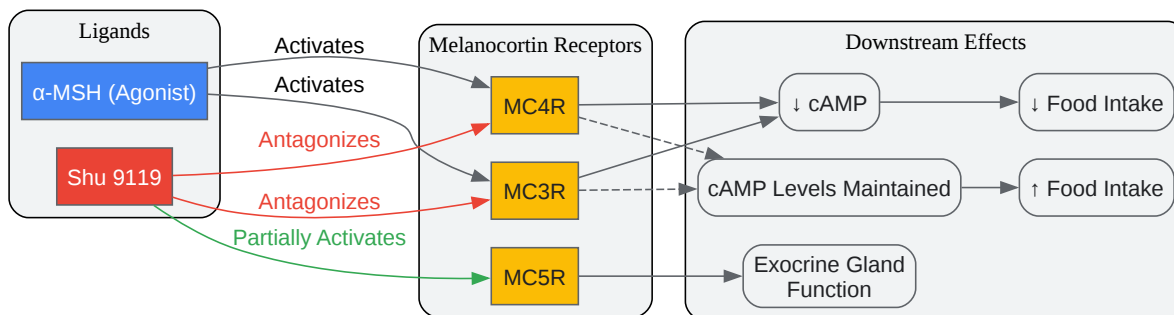 Ligands
α-MSH (Agonist)
Shu 9119
Activates
Activates
Antagonizes
Antagonizes
Partially Activates
Melanocortin Receptors
MC4R
MC3R
MC5R
Downstream Effects
↓ cAMP
↓ Food Intake
cAMP Levels Maintained
↑ Food Intake
Exocrine Gland
Function